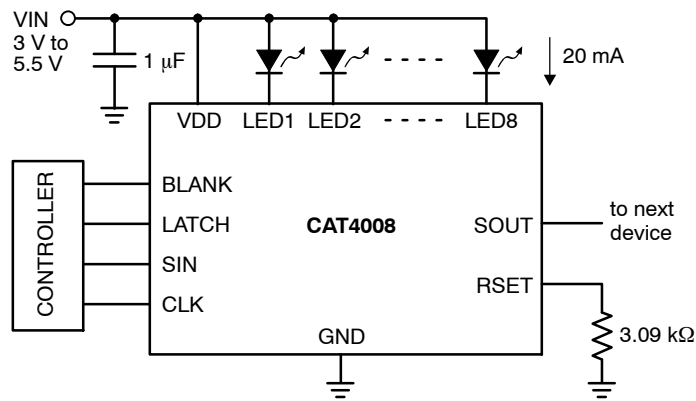 VIN
3 V to
5.5 V
1 μF
20 mA
VDD
LED1
LED2
LED8
CONTROLLER
BLANK
LATCH
SIN
CLK
CAT4008
SOUT
to next
device
RSET
GND
3.09 kΩ